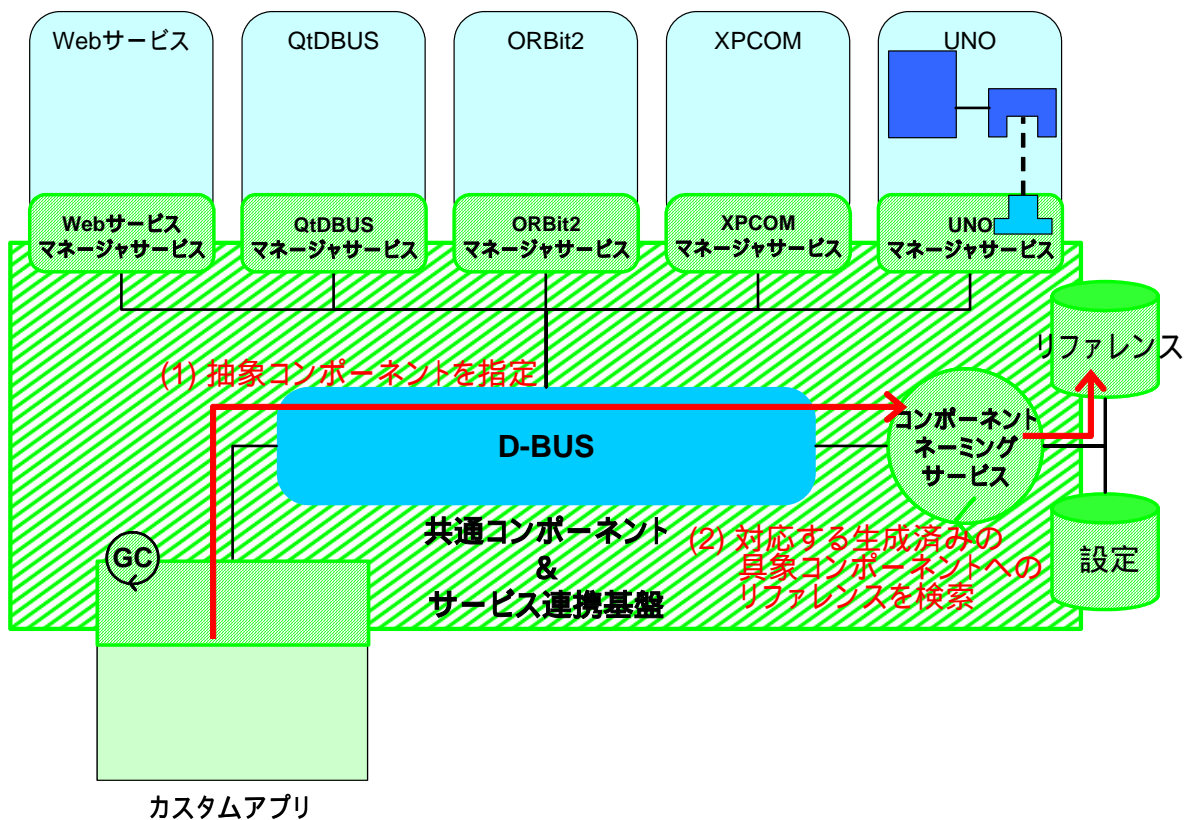 Webサービス
QtDBUS
ORBit2
XPCOM
UNO
Webサービス
マネージャサービス
QtDBUS
マネージャサービス
ORBit2
マネージャサービス
XPCOM
マネージャサービス
UNO
マネージャサービス
リファレンス
(1) 抽象コンポーネントを指定
D-BUS
コンポーネント
ネーミング
サービス
共通コンポーネント
&
サービス連携基盤
(2) 対応する生成済みの
具象コンポーネントへの
リファレンスを検索
設定
GC
カスタムアプリ